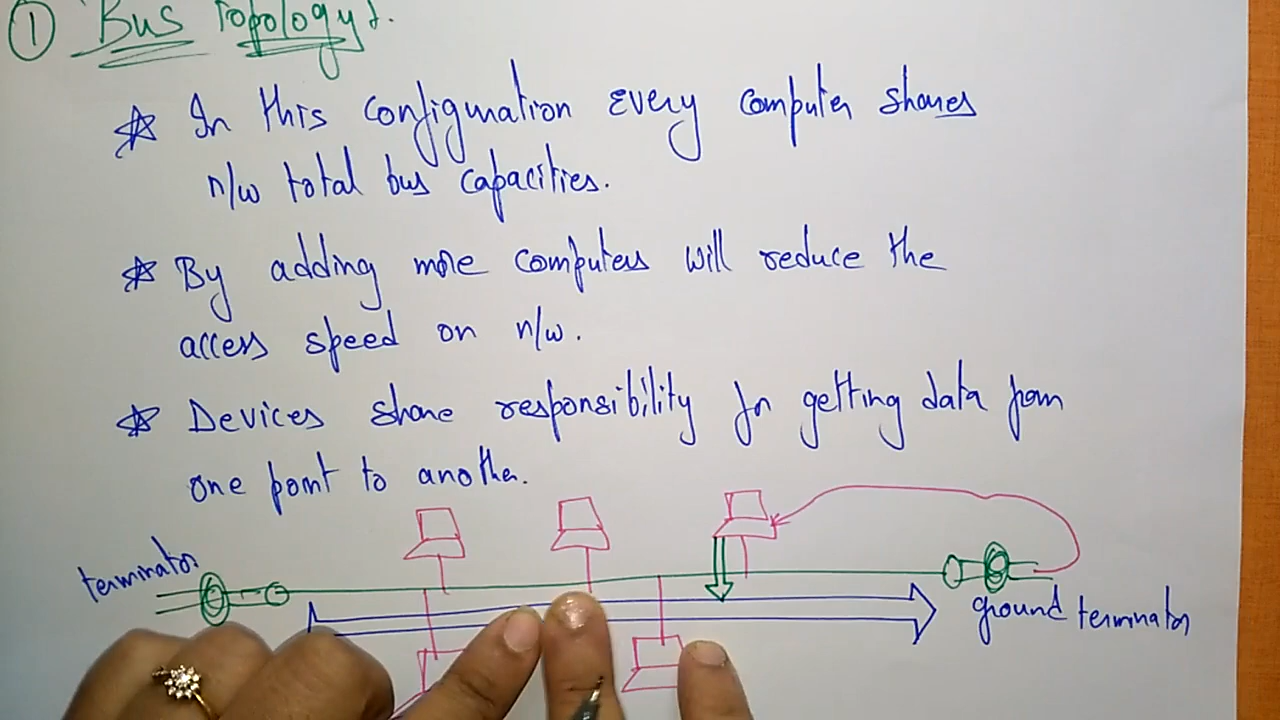 ① Bus Topology:
☆ In this configuration every computer shares
n/w total bus capacities.
☆ By adding more computers will reduce the
access speed on n/w.
☆ Devices share responsibility for getting data from
one point to another.
terminator
ground terminator